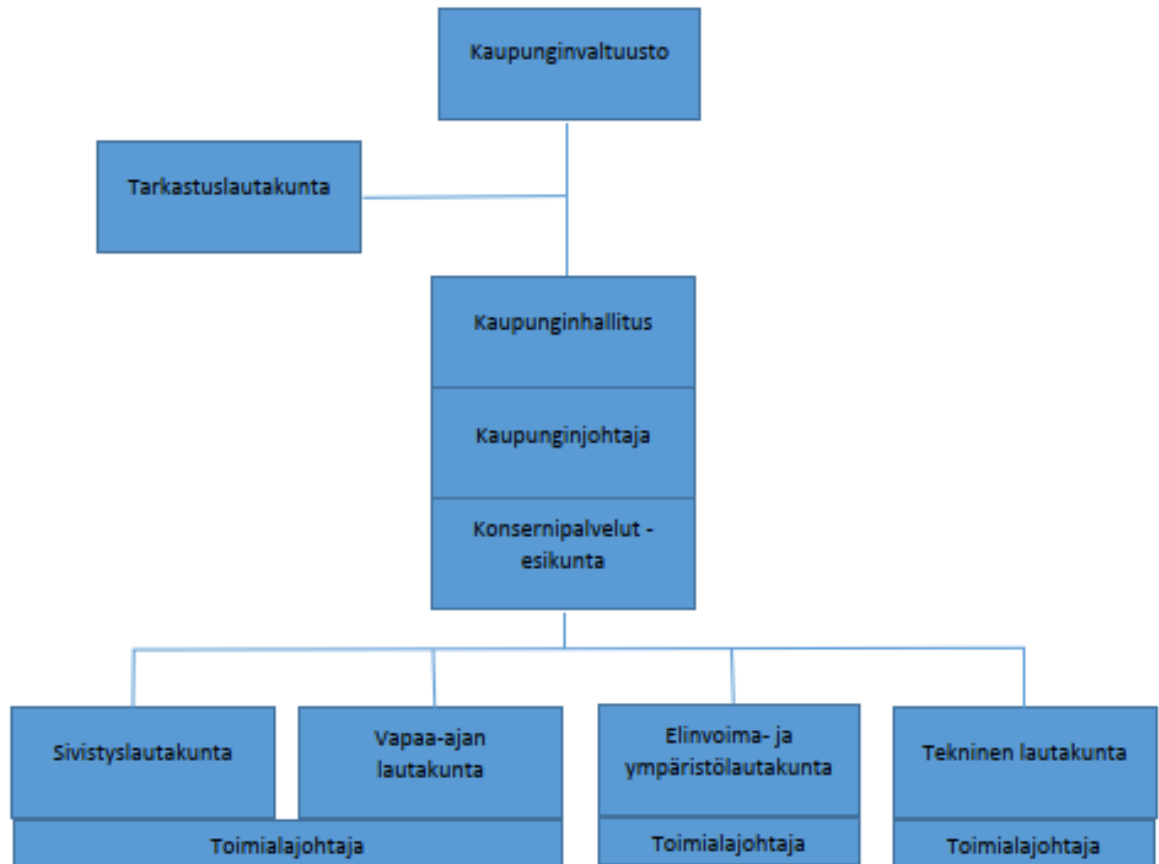 Kaupunginvaltuusto
Tarkastuslautakunta
Kaupunginhallitus
Kaupunginjohtaja
Konsernipalvelut -
esikunta
Sivistyslautakunta
Vapaa-ajan
lautakunta
Elinvoima- ja
ympäristölautakunta
Tekninen lautakunta
Toimialajohtaja
Toimialajohtaja
Toimialajohtaja